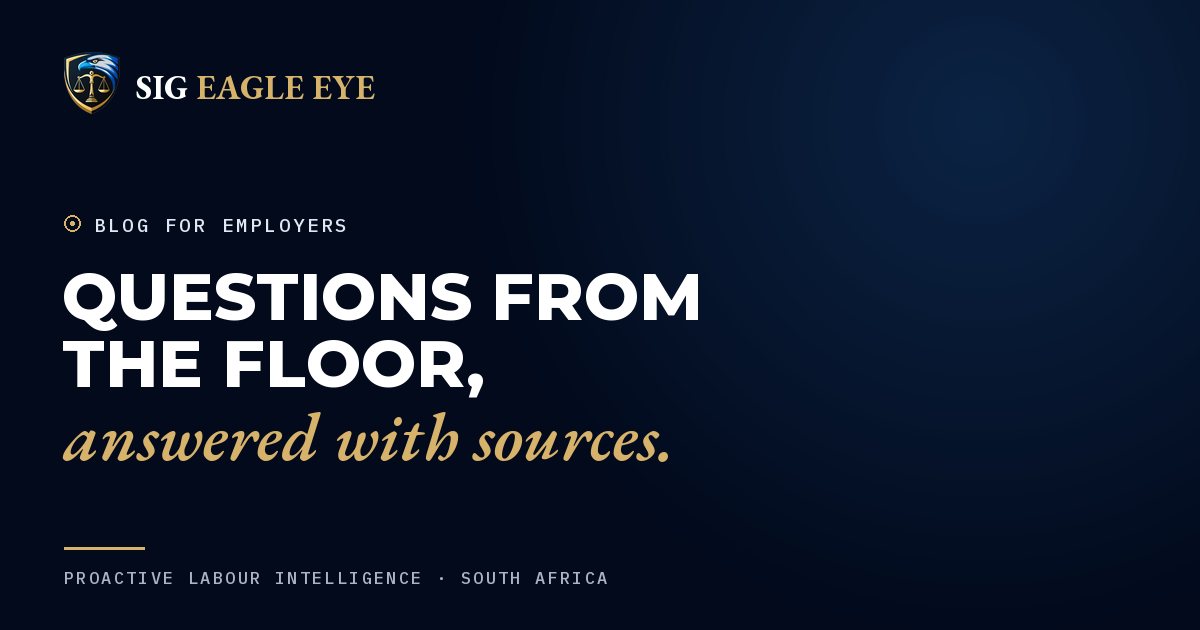 SIG EAGLE EYE
BLOG FOR EMPLOYERS
QUESTIONS FROM
THE FLOOR,
answered with sources.
PROACTIVE LABOUR INTELLIGENCE · SOUTH AFRICA